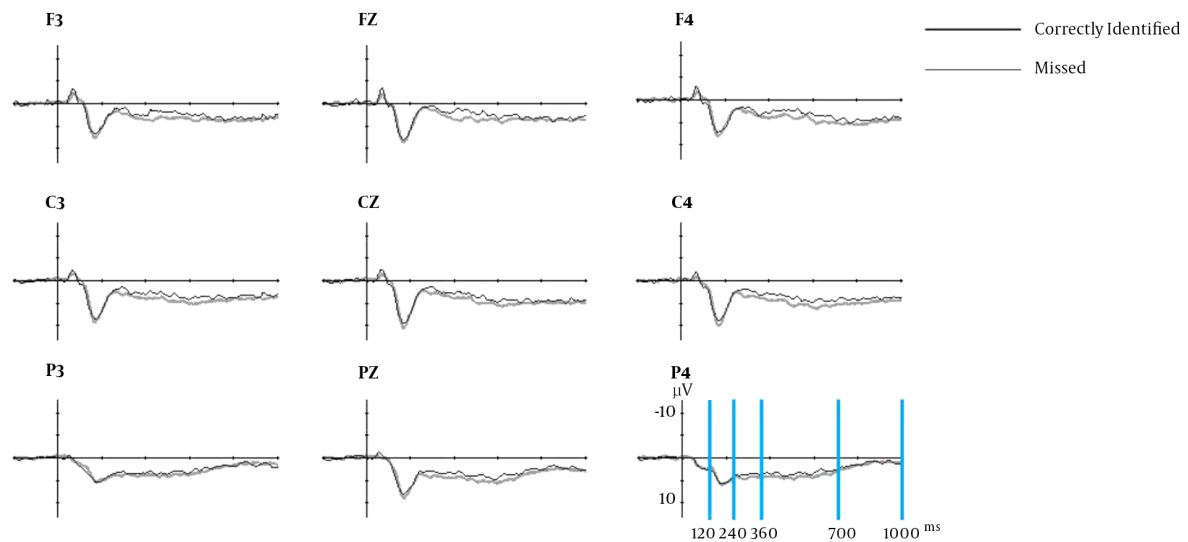 F3 FZ F4
Correctly Identified
Missed
C3 CZ C4
P3 PZ P4
μV
-10
10
120 240 360 700 1000 ms